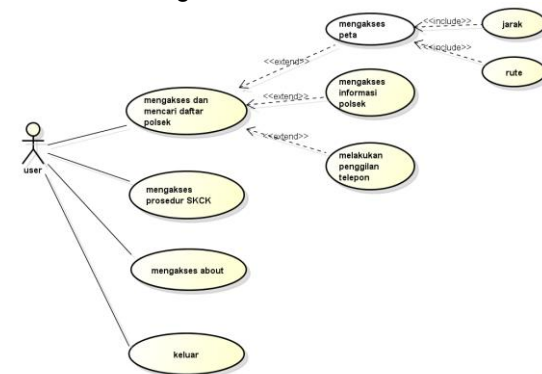 mengakses
peta
<<include>>
jarak
<<include>>
rute
<<extend>>
mengakses dan
mencari daftar
polsek
<<extend>>
mengakses
informasi
polsek
<<extend>>
melakukan
penggilan
telepon
user
mengakses
prosedur SKCK
mengakses about
keluar